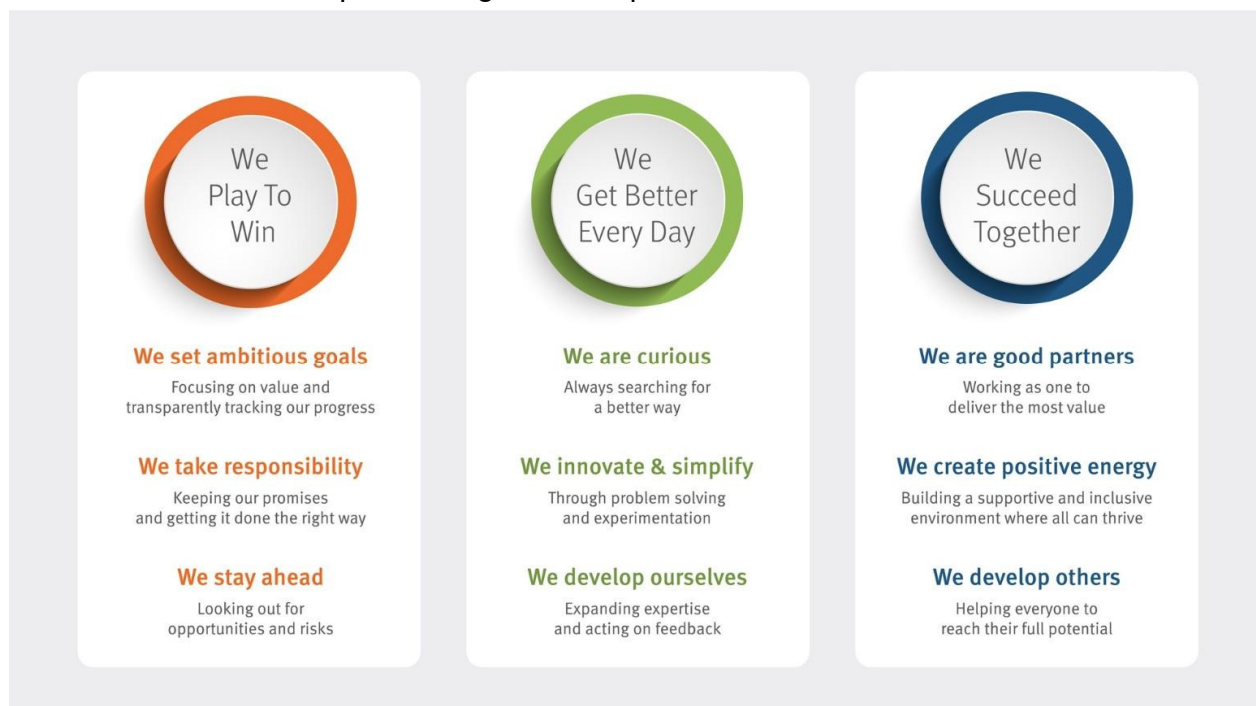 We
Play To
Win
We set ambitious goals
Focusing on value and
transparently tracking our progress
We take responsibility
Keeping our promises
and getting it done the right way
We stay ahead
Looking out for
opportunities and risks
We
Get Better
Every Day
We are curious
Always searching for
a better way
We innovate & simplify
Through problem solving
and experimentation
We develop ourselves
Expanding expertise
and acting on feedback
We
Succeed
Together
We are good partners
Working as one to
deliver the most value
We create positive energy
Building a supportive and inclusive
environment where all can thrive
We develop others
Helping everyone to
reach their full potential